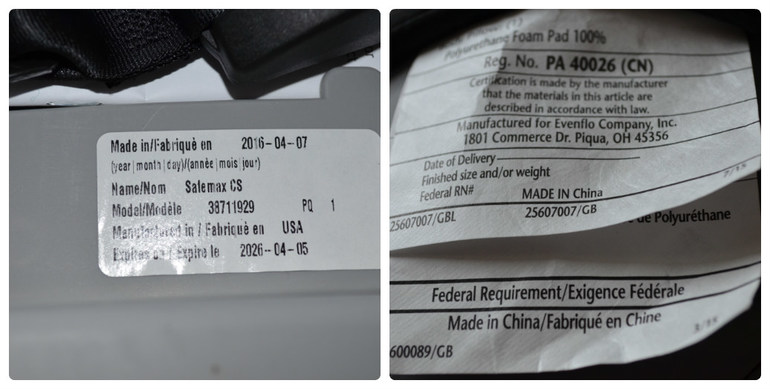 Made in/Fabriqué en 2016-04-07
(year|month|day)/(année|mois|jour)
Name/Nom Safemax CS
Model/Modèle 38711929 PQ 1
Manufactured in / Fabriqué en USA
Expires on / Expire le 2026-04-05
Polyurethane Foam Pad 100%
Reg. No. PA 40026 (CN)
Certification is made by the manufacturer
that the materials in this article are
described in accordance with law.
Manufactured for Evenflo Company, Inc.
1801 Commerce Dr. Piqua, OH 45356
Date of Delivery
Finished size and/or weight
Federal RN# MADE IN China
25607007/GBL 25607007/GB
de Polyuréthane
Federal Requirement/Exigence Fédérale
Made in China/Fabriqué en Chine
600089/GB